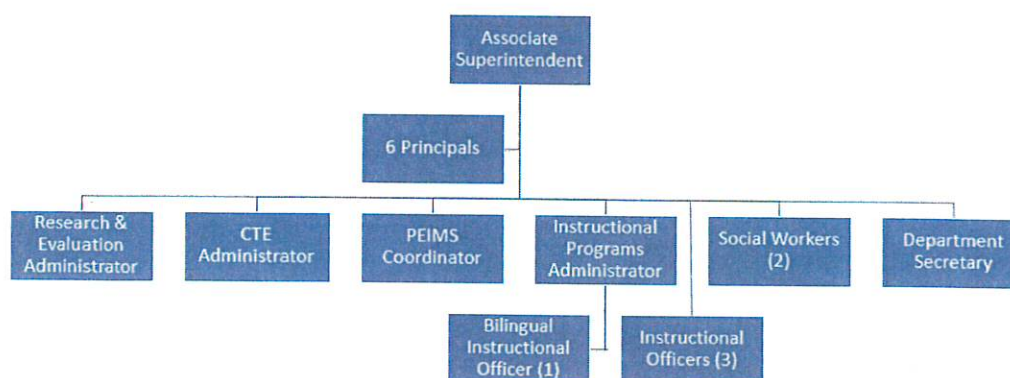 Associate
Superintendent
6 Principals
Research &
Evaluation
Administrator
CTE
Administrator
PEIMS
Coordinator
Instructional
Programs
Administrator
Social Workers
(2)
Department
Secretary
Bilingual
Instructional
Officer (1)
Instructional
Officers (3)